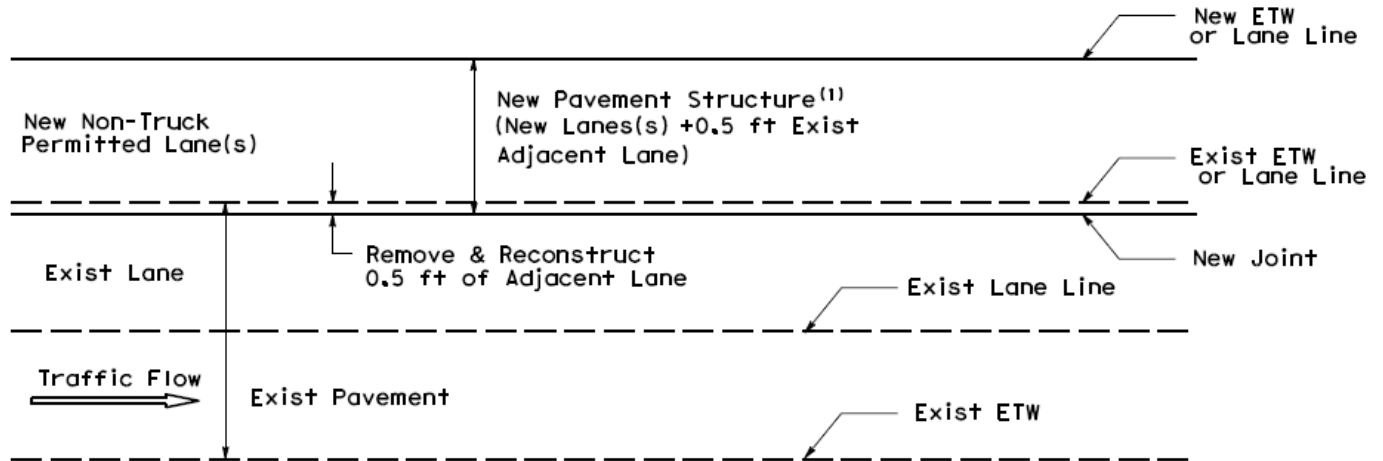 New ETW
or Lane Line
New Pavement Structure(1)
(New Lanes(s) +0.5 ft Exist
Adjacent Lane)
New Non-Truck
Permitted Lane(s)
Exist ETW
or Lane Line
Remove & Reconstruct
0.5 ft of Adjacent Lane
New Joint
Exist Lane
Exist Lane Line
Traffic Flow
Exist Pavement
Exist ETW